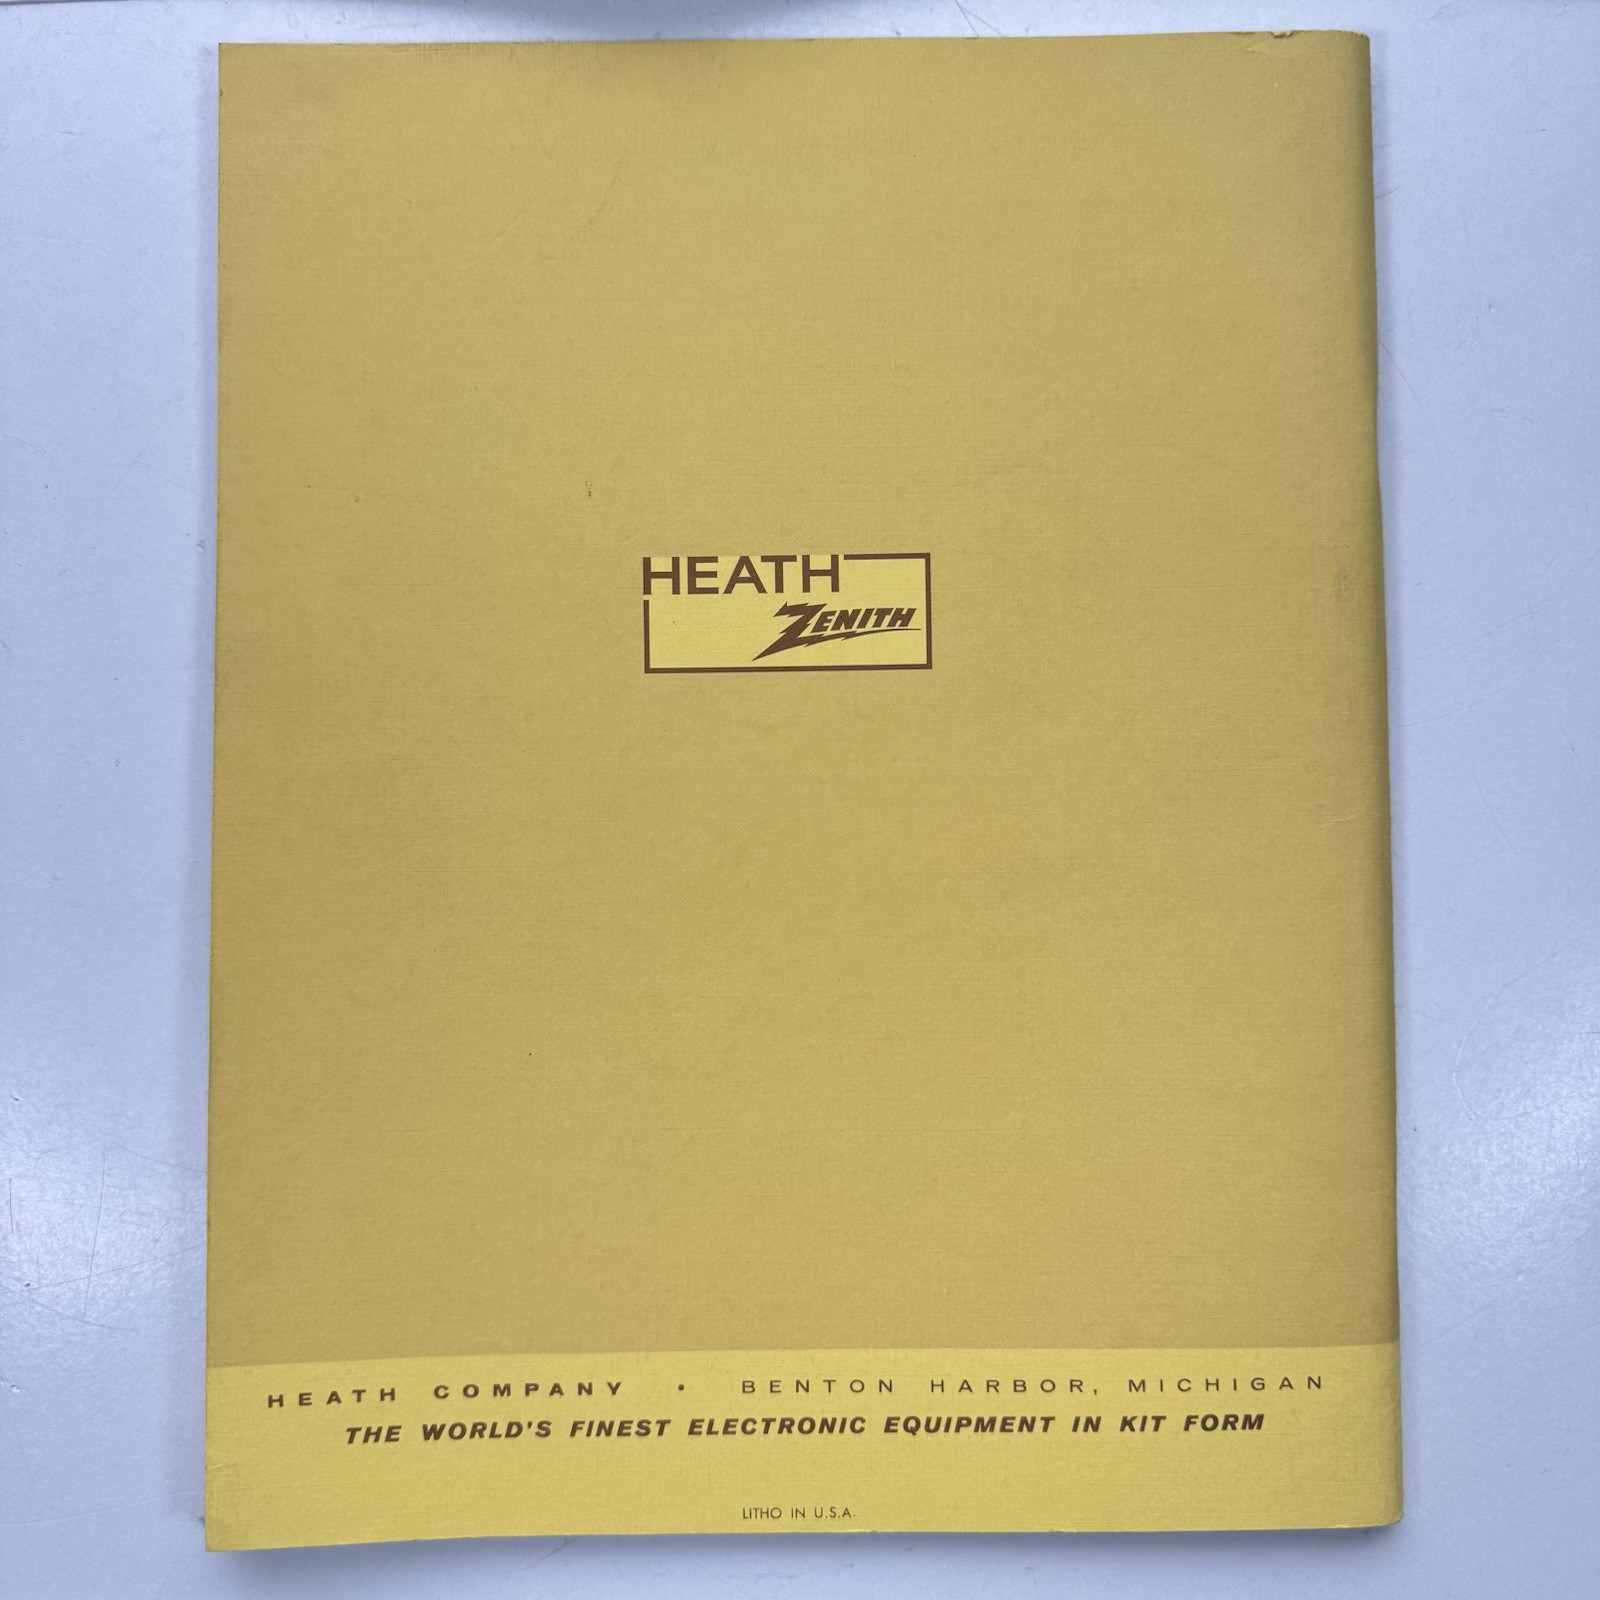 HEATH
ZENITH
HEATH COMPANY • BENTON HARBOR, MICHIGAN
THE WORLD'S FINEST ELECTRONIC EQUIPMENT IN KIT FORM
LITHO IN U.S.A.